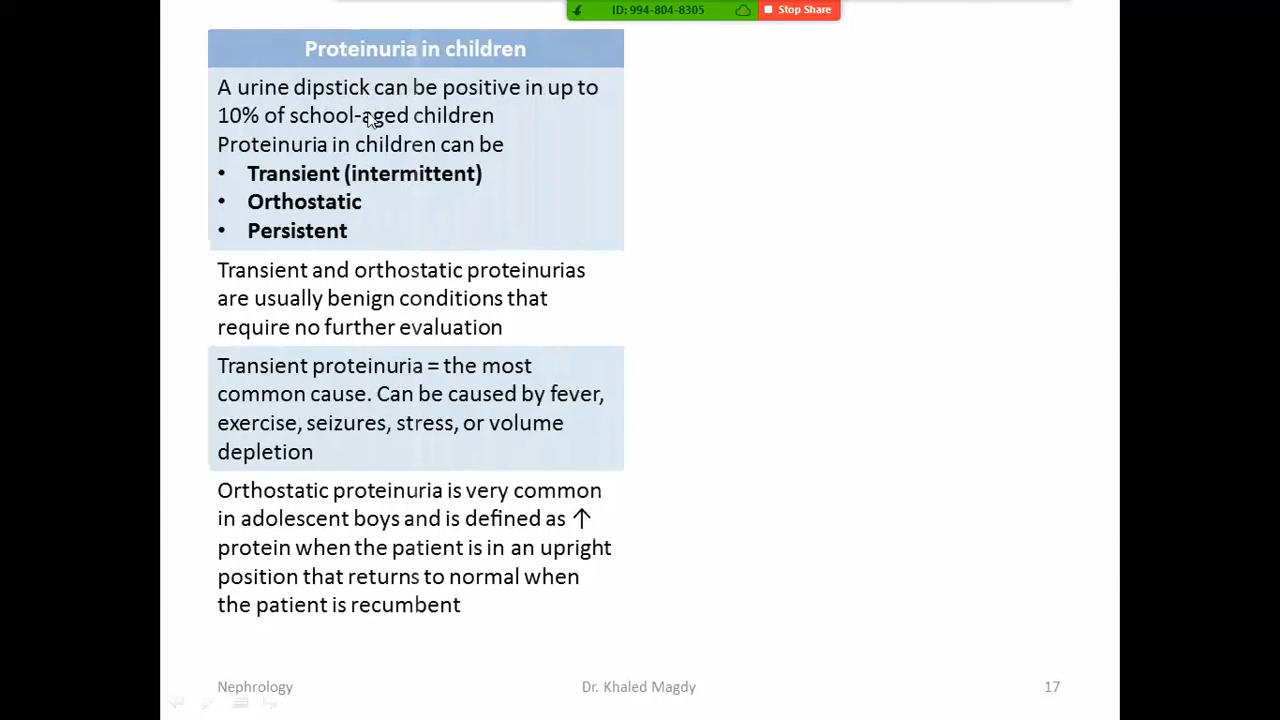 ID: 994-804-8305
Stop Share
Proteinuria in children
A urine dipstick can be positive in up to
10% of school-aged children
Proteinuria in children can be
• Transient (intermittent)
• Orthostatic
• Persistent
Transient and orthostatic proteinurias
are usually benign conditions that
require no further evaluation
Transient proteinuria = the most
common cause. Can be caused by fever,
exercise, seizures, stress, or volume
depletion
Orthostatic proteinuria is very common
in adolescent boys and is defined as ↑
protein when the patient is in an upright
position that returns to normal when
the patient is recumbent
Nephrology
Dr. Khaled Magdy
17